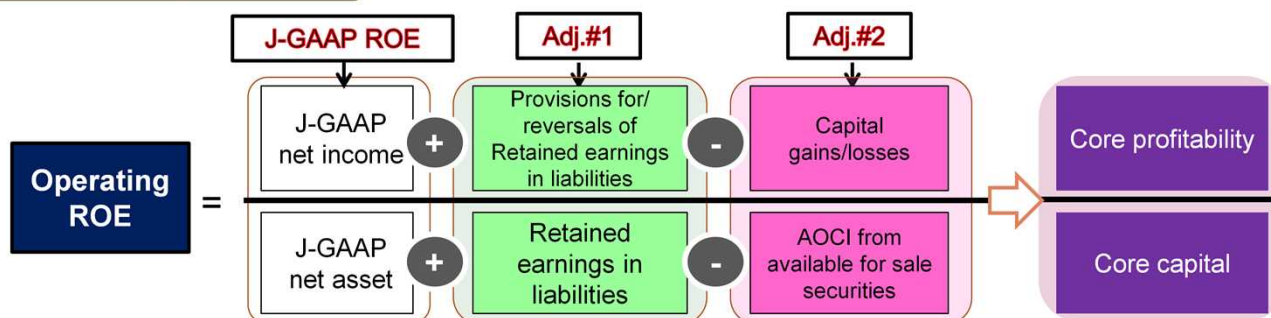 J-GAAP ROE
Adj.#1
Adj.#2
Operating
ROE
=
J-GAAP
net income
+
Provisions for/
reversals of
Retained earnings
in liabilities
-
Capital
gains/losses
Core profitability
J-GAAP
net asset
+
Retained
earnings in
liabilities
-
AOCI from
available for sale
securities
Core capital